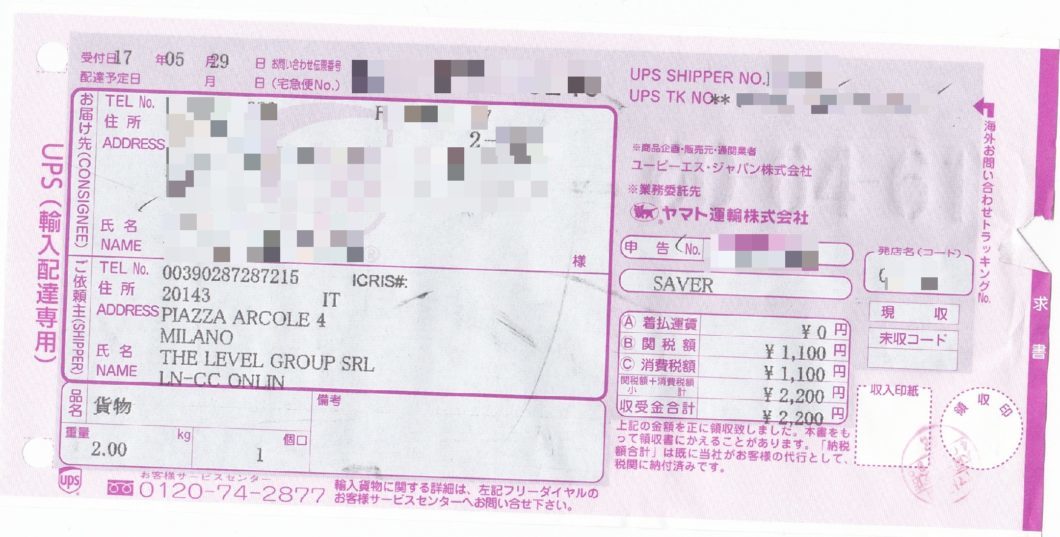 受付日17 年05 月29 日 お問い合わせ伝票番号
配達予定日 月 日 (宅急便No.)
UPS SHIPPER NO.
UPS TK NO.**
海外お問い合わせトラッキングNo.
UPS (輸入配達専用)
お届け先(CONSIGNEE)
TEL No.
住所
ADDRESS
2-
氏名
NAME
様
※商品企画・販売元・通関業者
ユーピーエス・ジャパン株式会社
※業務委託先
ヤマト運輸株式会社
申告 No.
発店名(コード)
SAVER
ご依頼主(SHIPPER)
TEL No. 00390287287215 ICRIS#:
住所 20143 IT
ADDRESS PIAZZA ARCOLE 4
MILANO
氏名 THE LEVEL GROUP SRL
NAME LN-CC ONLIN
Ⓐ 着払運賃 ¥0 円
Ⓑ 関税額 ¥1,100 円
Ⓒ 消費税額 ¥1,100 円
関税額+消費税額 小計 ¥2,200 円
収受金合計 ¥2,200 円
現収
未収コード
求書
収入印紙
領収印
品名 貨物
備考
重量 kg 個口
2.00 1
上記の金額を正に領収致しました。本書をも
って領収書にかえることがあります。「納税
額合計」は既に当社がお客様の代行として、
税関に納付済みです。
ups
お客様サービスセンター
0120-74-2877
輸入貨物に関する詳細は、左記フリーダイヤルの
お客様サービスセンターへお問い合せ下さい。